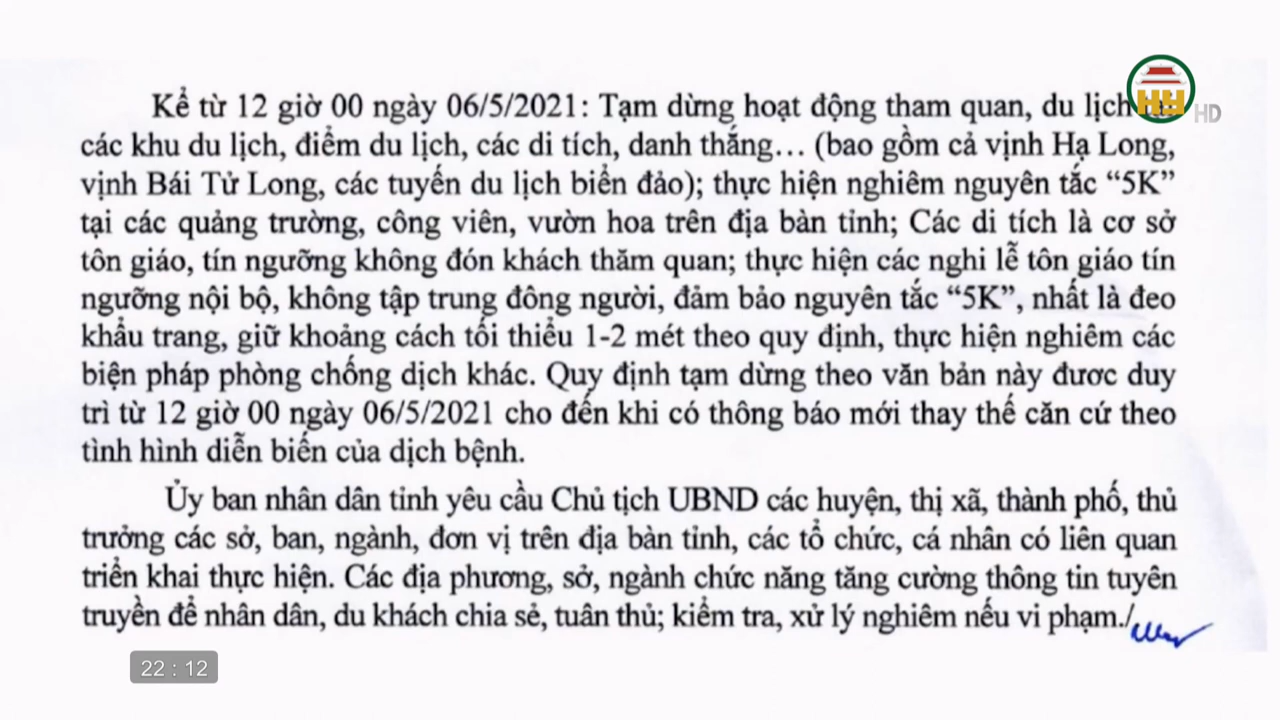 Kể từ 12 giờ 00 ngày 06/5/2021: Tạm dừng hoạt động tham quan, du lịch
HY
HD
các khu du lịch, điểm du lịch, các di tích, danh thắng… (bao gồm cả vịnh Hạ Long,
vịnh Bái Tử Long, các tuyến du lịch biển đảo); thực hiện nghiêm nguyên tắc “5K”
tại các quảng trường, công viên, vườn hoa trên địa bàn tỉnh; Các di tích là cơ sở
tôn giáo, tín ngưỡng không đón khách thăm quan; thực hiện các nghi lễ tôn giáo tín
ngưỡng nội bộ, không tập trung đông người, đảm bảo nguyên tắc “5K”, nhất là đeo
khẩu trang, giữ khoảng cách tối thiểu 1-2 mét theo quy định, thực hiện nghiêm các
biện pháp phòng chống dịch khác. Quy định tạm dừng theo văn bản này đươc duy
trì từ 12 giờ 00 ngày 06/5/2021 cho đến khi có thông báo mới thay thế căn cứ theo
tình hình diễn biến của dịch bệnh.
Ủy ban nhân dân tỉnh yêu cầu Chủ tịch UBND các huyện, thị xã, thành phố, thủ
trưởng các sở, ban, ngành, đơn vị trên địa bàn tỉnh, các tổ chức, cá nhân có liên quan
triển khai thực hiện. Các địa phương, sở, ngành chức năng tăng cường thông tin tuyên
truyền để nhân dân, du khách chia sẻ, tuân thủ; kiểm tra, xử lý nghiêm nếu vi phạm./
22 : 12